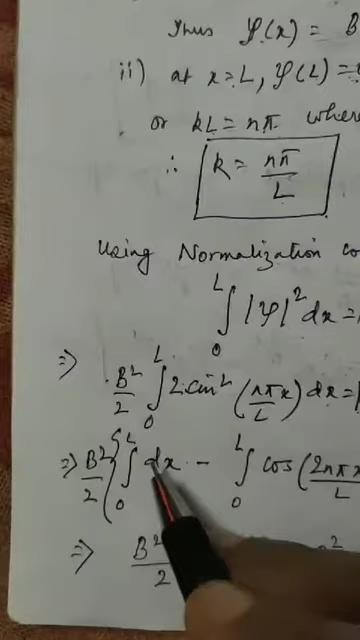 Thus ψ(x) = B
ii) at x=L, ψ(L) =
or kL = nπ where
∴ k = nπ/L
Using Normalization
∫₀ᴸ |ψ|² dx =
=> B²/2 ∫₀ᴸ 2 sin² (nπx/L) dx = 1
=> B²/2 { ∫₀ᴸ dx - ∫₀ᴸ cos (2nπx/L
=> B²/2